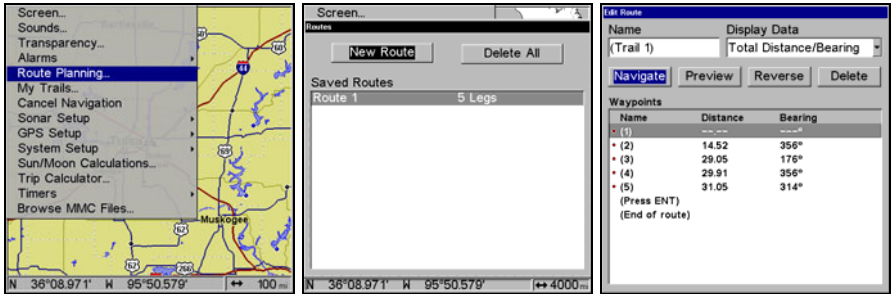 Screen...
Sounds...
Transparency...
Alarms
Route Planning...
My Trails...
Cancel Navigation
Sonar Setup
GPS Setup
System Setup
Sun/Moon Calculations...
Trip Calculator...
Timers
Browse MMC Files...
60
44
69
Muskogee
62
62
266
N 36°08.971' W 95°50.579' ↔ 100 mi
Screen...
Routes
New Route Delete All
Saved Routes
Route 1 5 Legs
N 36°08.971' W 95°50.579' ↔ 4000 mi
Edit Route
Name Display Data
(Trail 1) Total Distance/Bearing
Navigate Preview Reverse Delete
Waypoints
Name Distance Bearing
(1) --.-- ---°
(2) 14.52 356°
(3) 29.05 176°
(4) 29.91 356°
(5) 31.05 314°
(Press ENT)
(End of route)